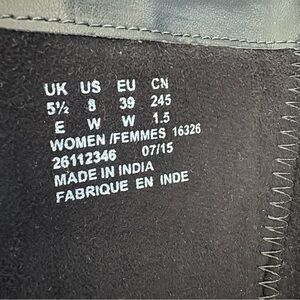 UK US EU CN
5½ 8 39 245
E W W 1.5
WOMEN /FEMMES 16326
26112346 07/15
MADE IN INDIA
FABRIQUE EN INDE